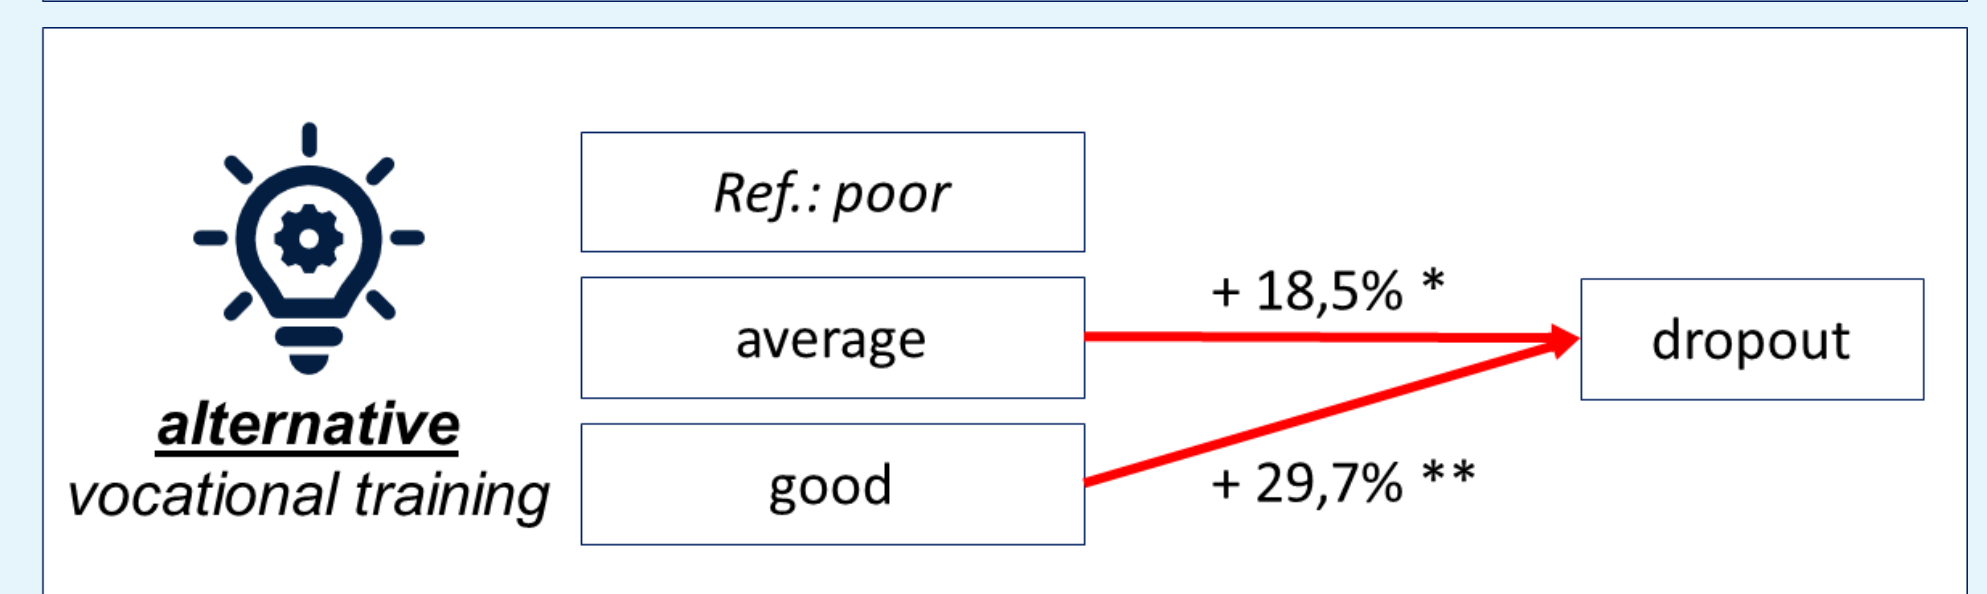 alternative
vocational training
Ref.: poor
average
good
+ 18,5% *
+ 29,7% **
dropout